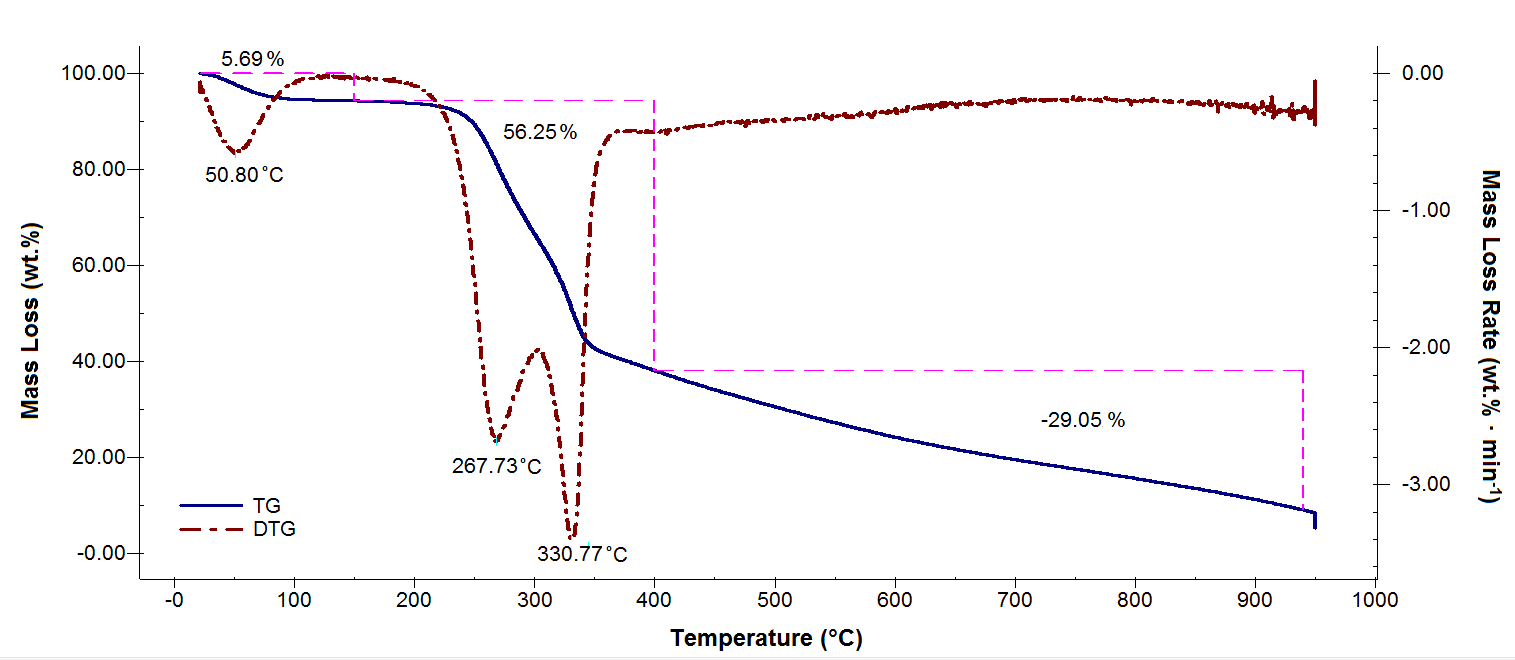 5.69 %
100.00
0.00
56.25 %
80.00
50.80 °C
-1.00
Mass Loss (wt.%)
Mass Loss Rate (wt.% · min⁻¹)
60.00
40.00
-2.00
-29.05 %
267.73 °C
20.00
-3.00
TG
DTG
330.77 °C
-0.00
-0 100 200 300 400 500 600 700 800 900 1000
Temperature (°C)